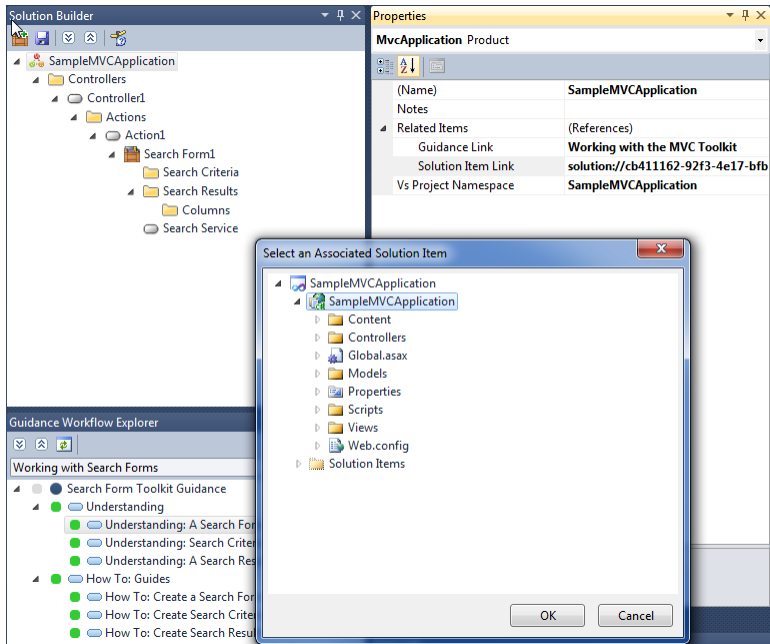 Solution Builder
SampleMVCApplication
Controllers
Controller1
Actions
Action1
Search Form1
Search Criteria
Search Results
Columns
Search Service
Properties
MvcApplication Product
(Name) SampleMVCApplication
Notes
Related Items (References)
Guidance Link Working with the MVC Toolkit
Solution Item Link solution://cb411162-92f3-4e17-bfb
Vs Project Namespace SampleMVCApplication
Select an Associated Solution Item
SampleMVCApplication
SampleMVCApplication
Content
Controllers
Global.asax
Models
Properties
Scripts
Views
Web.config
Solution Items
OK Cancel
Guidance Workflow Explorer
Working with Search Forms
Search Form Toolkit Guidance
Understanding
Understanding: A Search For
Understanding: Search Criter
Understanding: A Search Res
How To: Guides
How To: Create a Search For
How To: Create Search Crite
How To: Create Search Resul